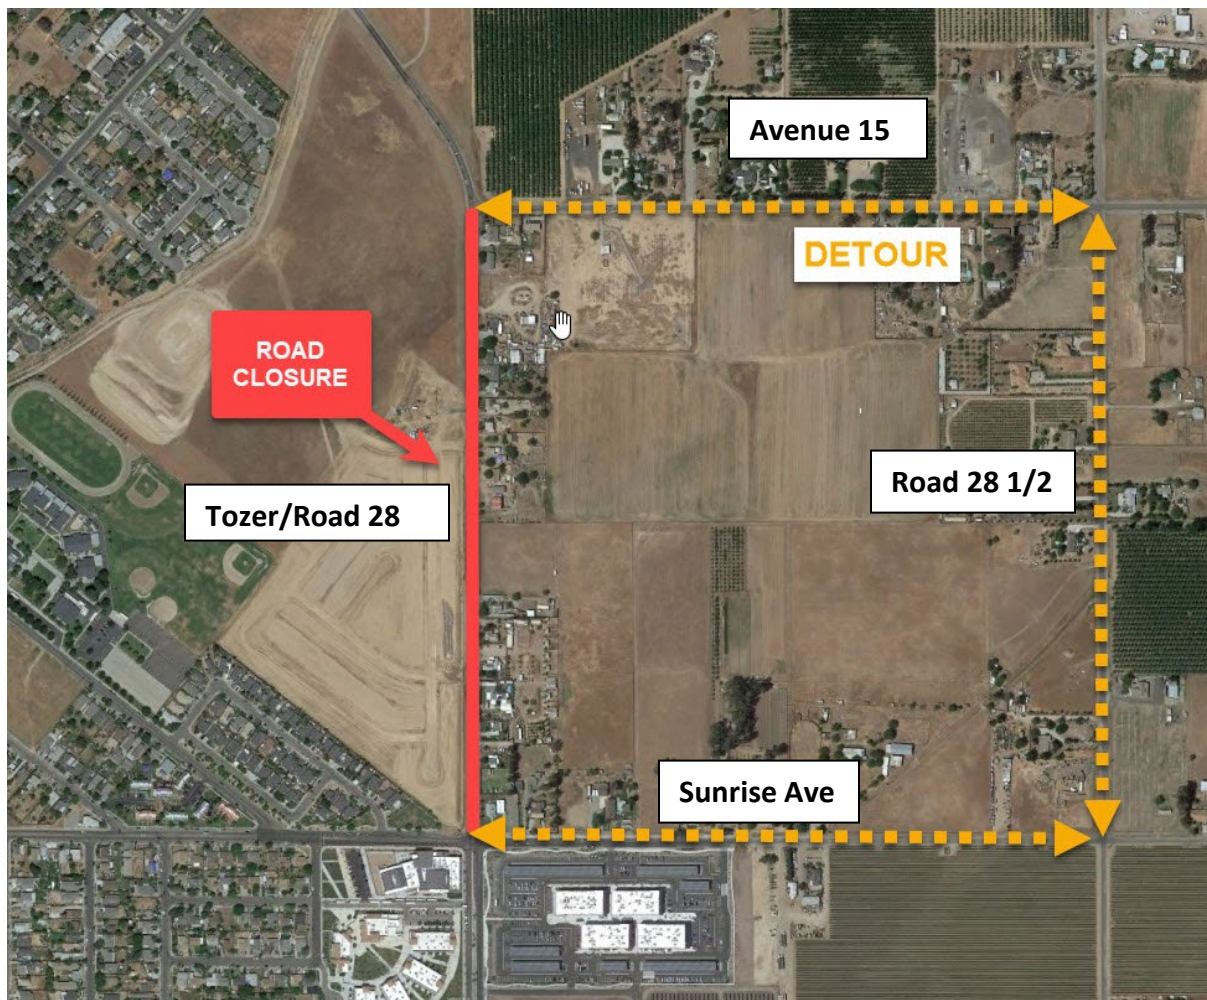 Avenue 15
DETOUR
ROAD
CLOSURE
Road 28 1/2
Tozer/Road 28
Sunrise Ave